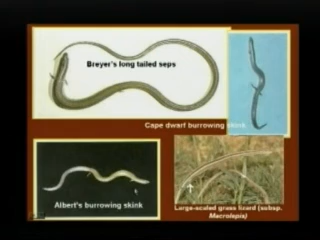 Breyer's long tailed seps
Cape dwarf burrowing skink
Albert's burrowing skink
Large-scaled grass lizard (subsp.
Macrolepis)